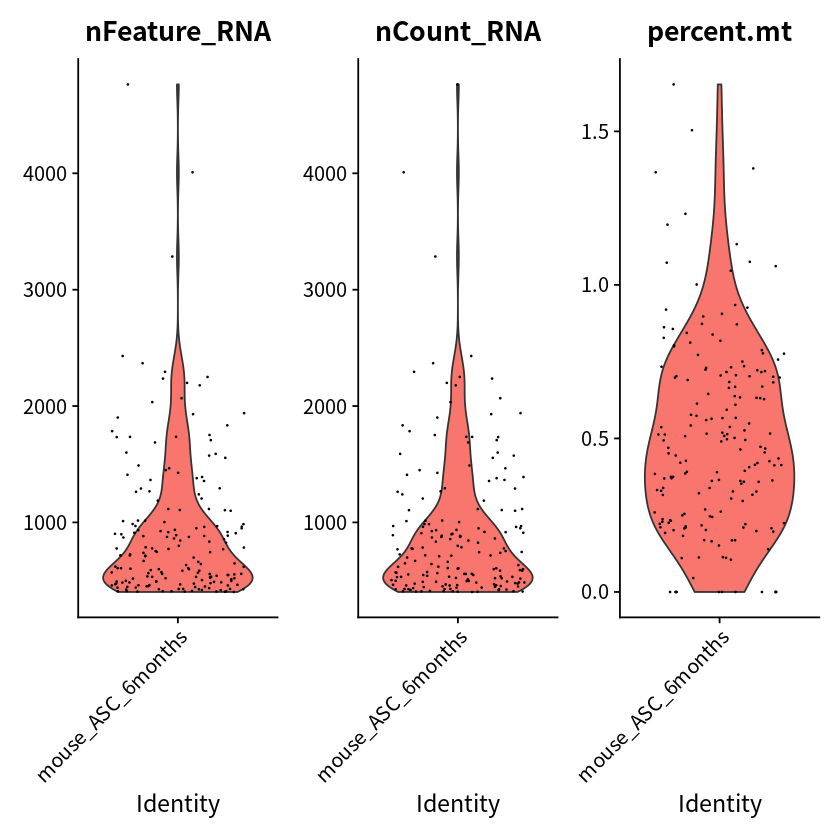 nFeature_RNA
4000
3000
2000
1000
mouse_ASC_6months
Identity
nCount_RNA
4000
3000
2000
1000
mouse_ASC_6months
Identity
percent.mt
1.5
1.0
0.5
0.0
mouse_ASC_6months
Identity